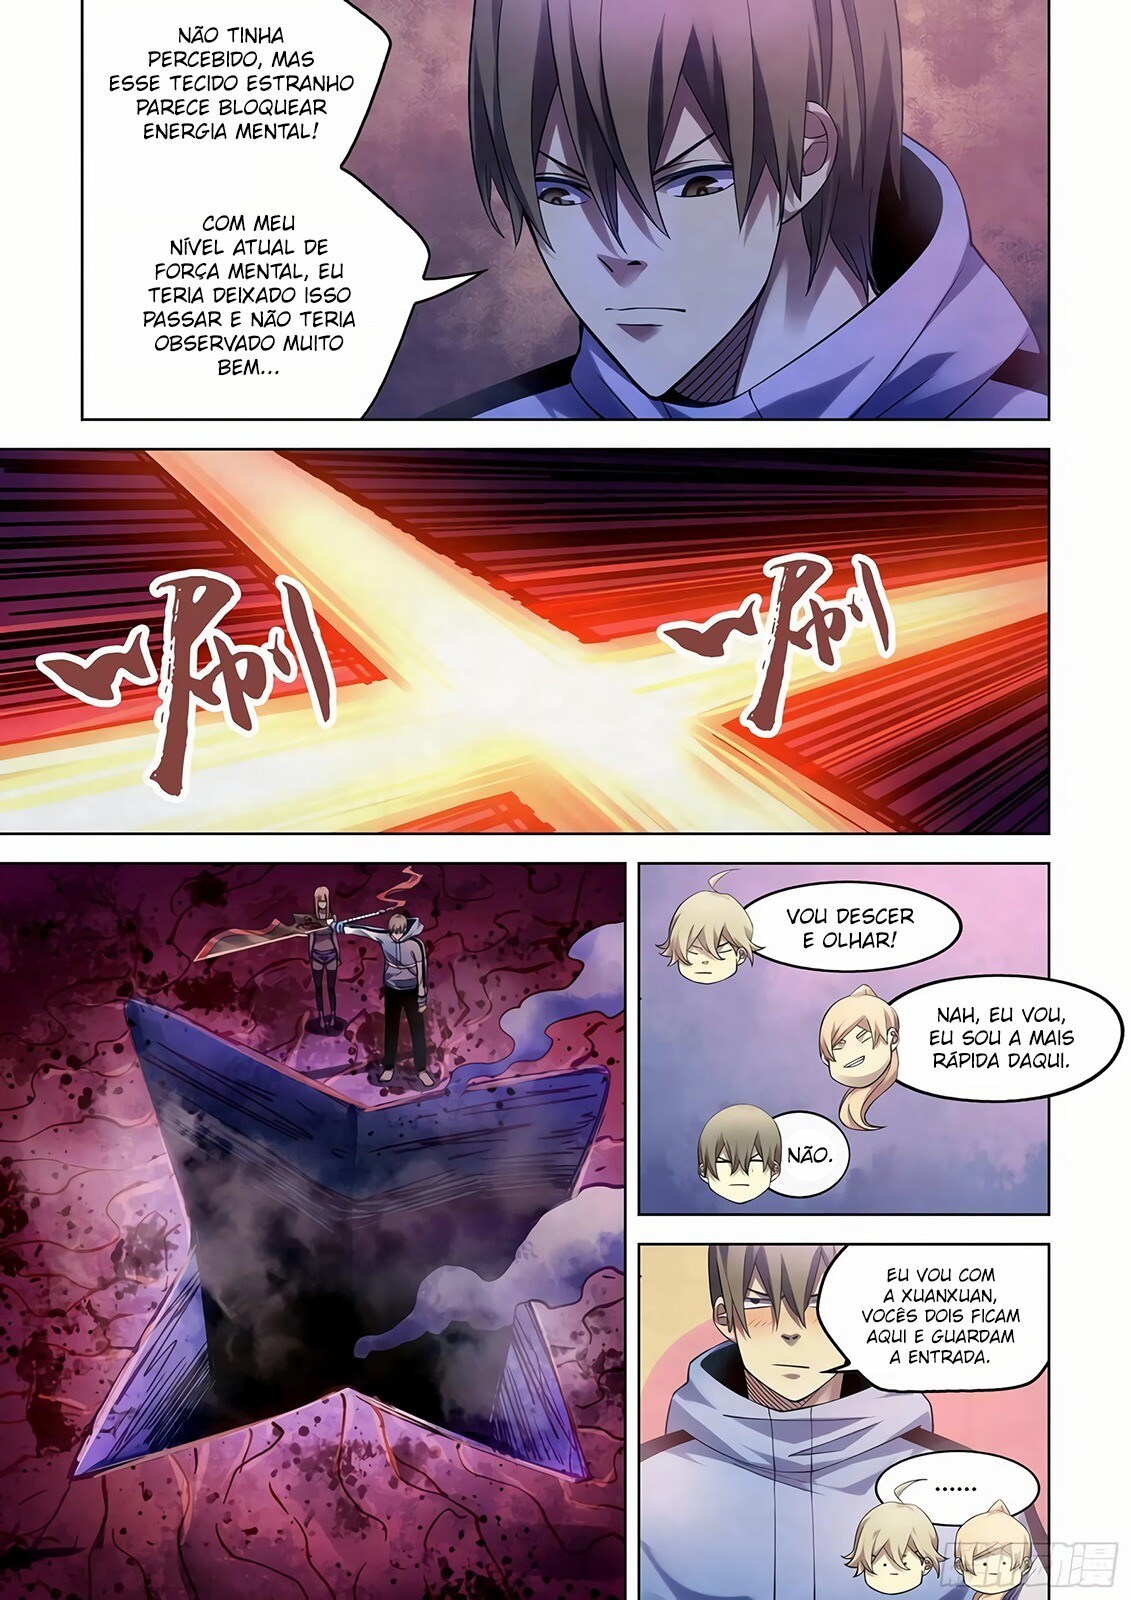 NÃO TINHA
PERCEBIDO, MAS
ESSE TECIDO ESTRANHO
PARECE BLOQUEAR
ENERGIA MENTAL!
COM MEU
NÍVEL ATUAL DE
FORÇA MENTAL, EU
TERIA DEIXADO ISSO
PASSAR E NÃO TERIA
OBSERVADO MUITO
BEM...
唰
唰
VOU DESCER
E OLHAR!
NAH, EU VOU,
EU SOU A MAIS
RÁPIDA DAQUI.
NÃO.
EU VOU COM
A XUANXUAN,
VOCÊS DOIS FICAM
AQUI E GUARDAM
A ENTRADA.
......